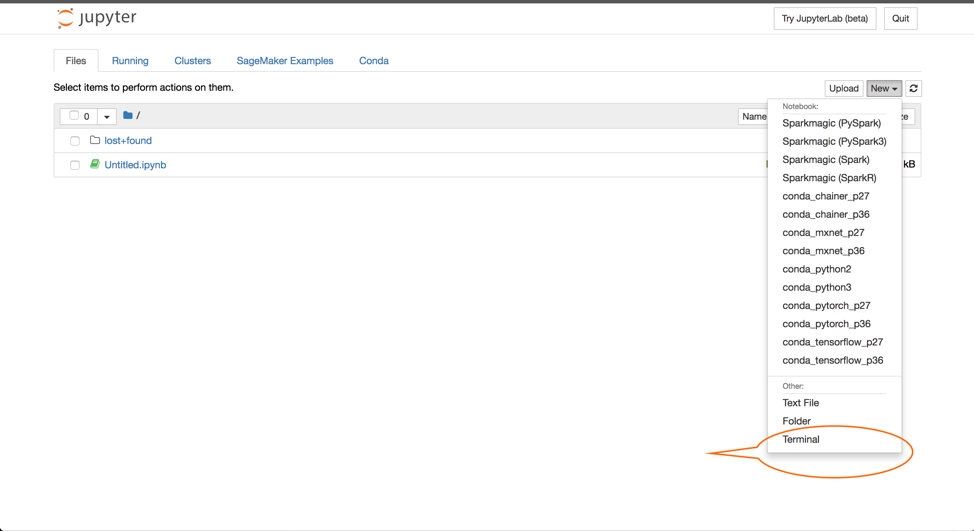 jupyter
Try JupyterLab (beta) Quit
Files Running Clusters SageMaker Examples Conda
Select items to perform actions on them.
Upload New
0 / Name
lost+found
Untitled.ipynb kB
Notebook:
Sparkmagic (PySpark)
Sparkmagic (PySpark3)
Sparkmagic (Spark)
Sparkmagic (SparkR)
conda_chainer_p27
conda_chainer_p36
conda_mxnet_p27
conda_mxnet_p36
conda_python2
conda_python3
conda_pytorch_p27
conda_pytorch_p36
conda_tensorflow_p27
conda_tensorflow_p36
Other:
Text File
Folder
Terminal